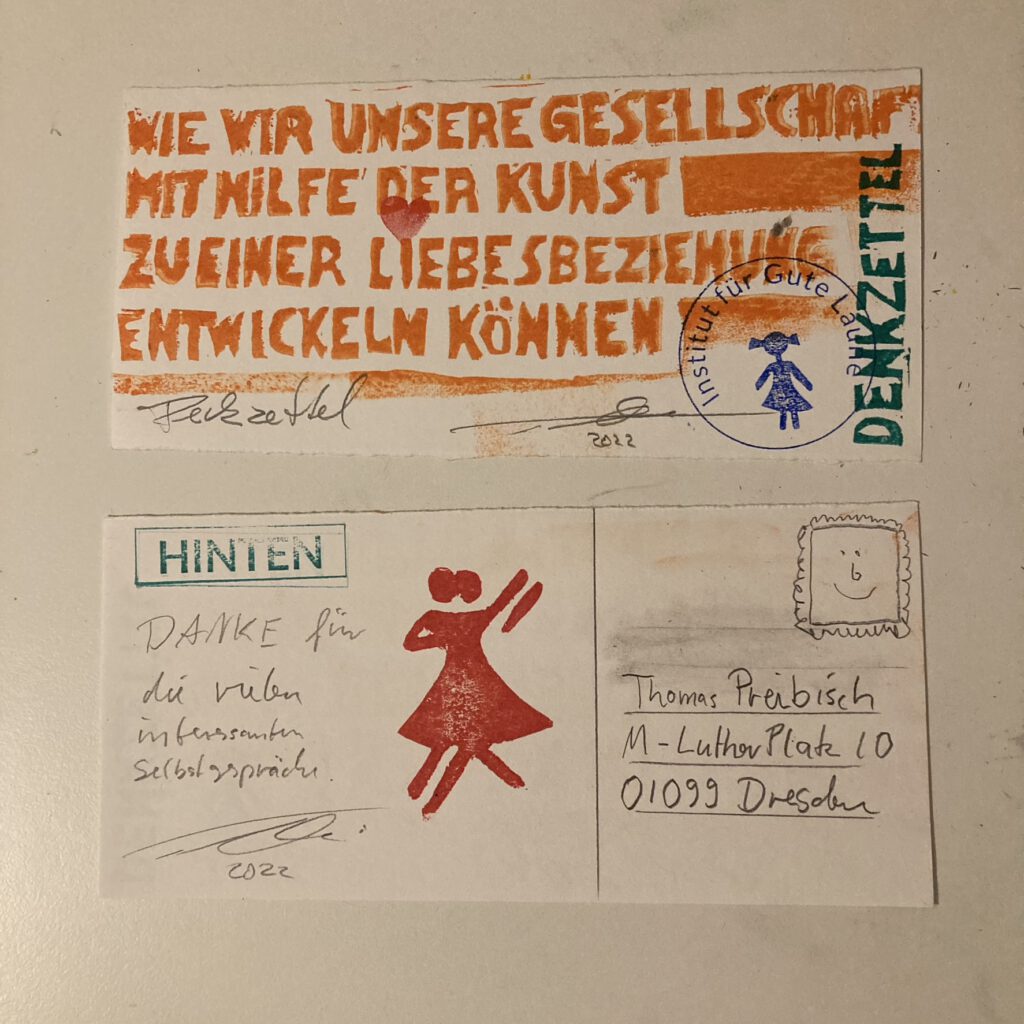 WIE WIR UNSERE GESELLSCHAF
MIT HILFE DER KUNST
ZU EINER LIEBESBEZIEHUNG
ENTWICKELN KÖNNEN
DENKZETTEL
Institut für Gute Laune
2022
HINTEN
DANKE für
die vielen
interessanten
Selbstgespräche.
2022
Thomas Preibisch
M-Luther Platz 10
01099 Dresden